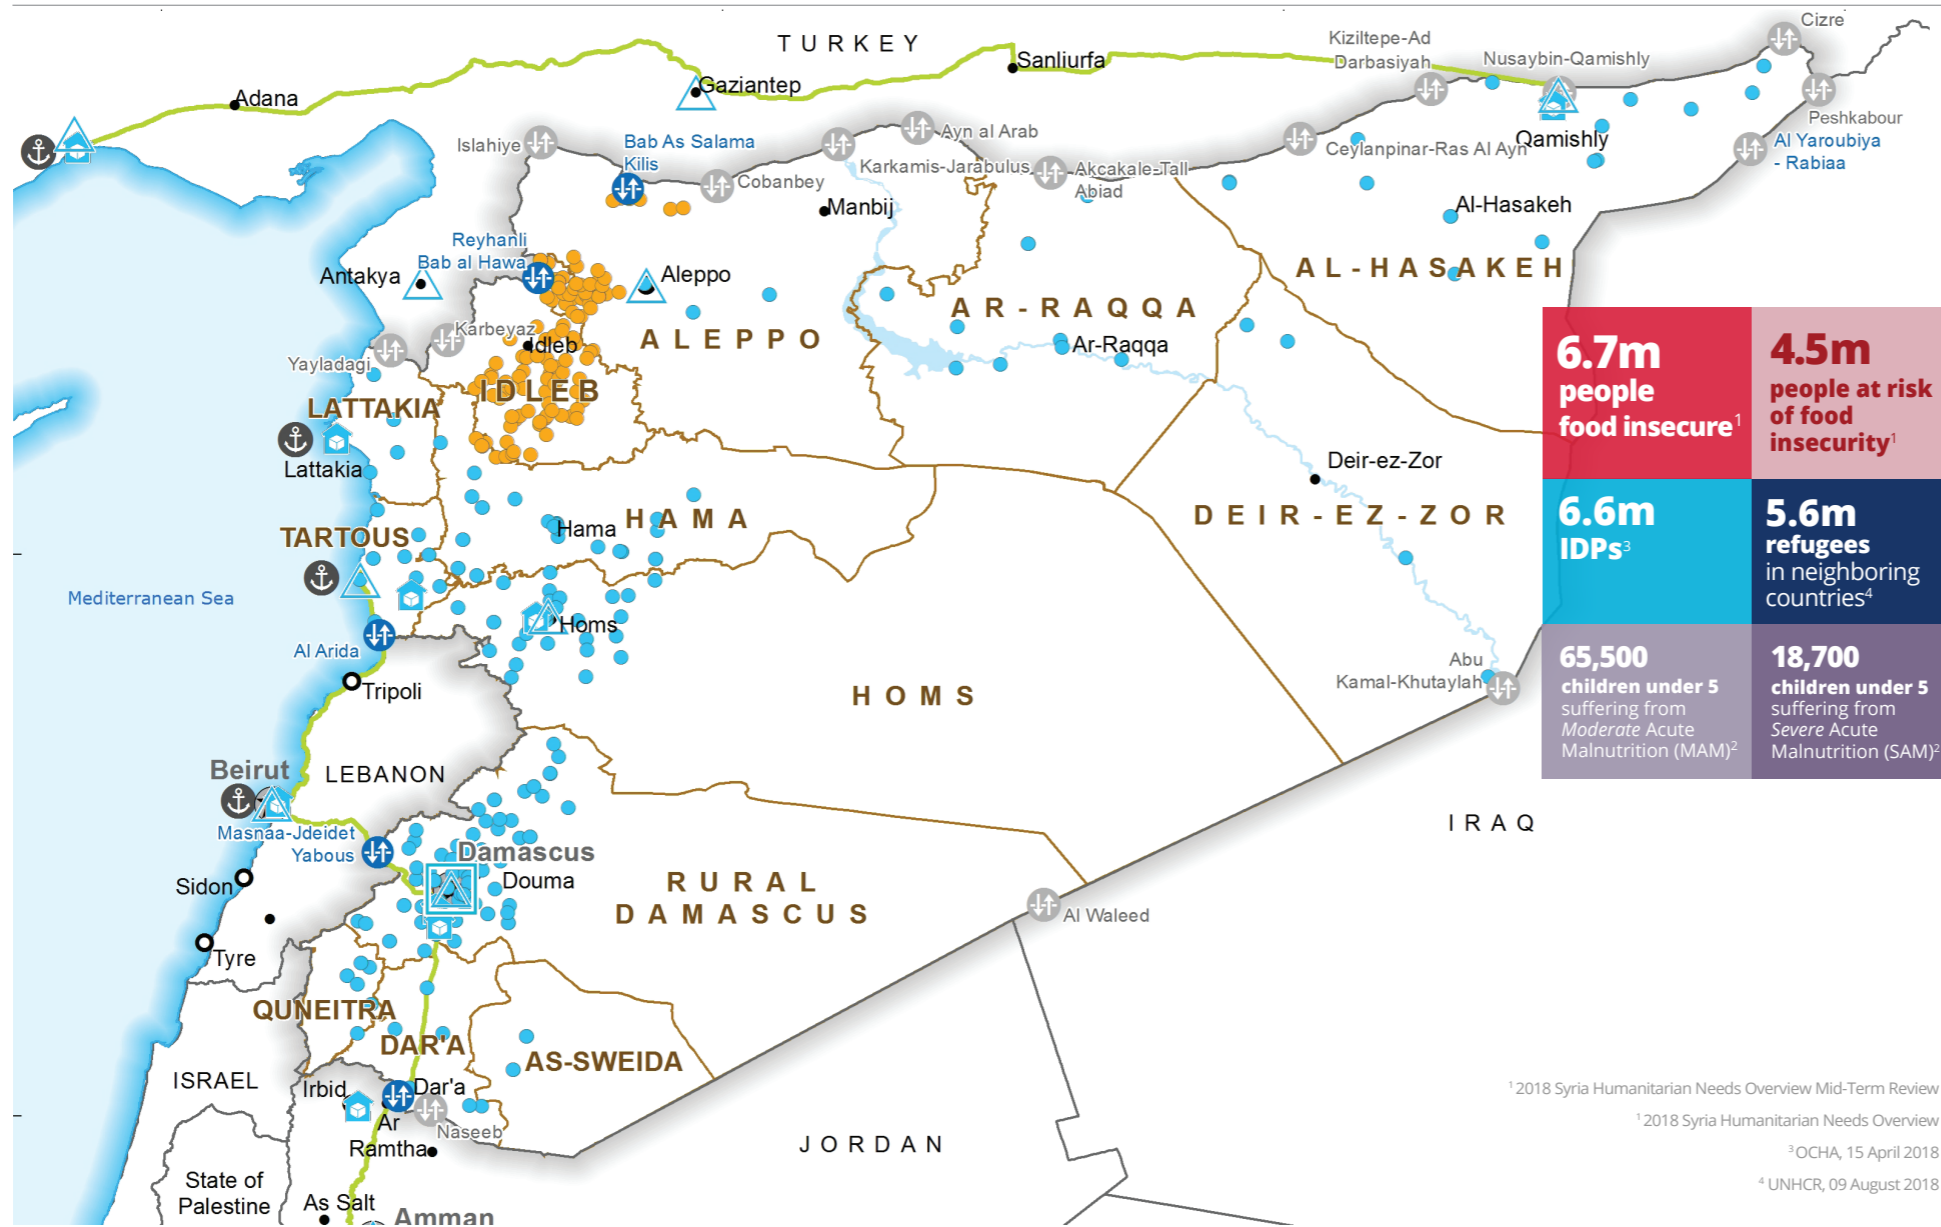 TURKEY
Cizre
Kiziltepe-Ad
Darbasiyah
Nusaybin-Qamishly
Sanliurfa
Gaziantep
Adana
Peshkabour
Islahiye
Bab As Salama
Kilis
Ayn al Arab
Karkamis-Jarabulus
Akcakale-Tall
Abiad
Ceylanpinar-Ras Al Ayn
Qamishly
Al Yaroubiya
- Rabiaa
Cobanbey
Manbij
Al-Hasakeh
Reyhanli
Bab al Hawa
Antakya
Aleppo
AL-HASAKEH
AR-RAQQA
Karbeyaz
Idleb
ALEPPO
Ar-Raqqa
Yayladagi
IDLEB
LATTAKIA
Lattakia
Deir-ez-Zor
DEIR-EZ-ZOR
HAMA
Hama
TARTOUS
Mediterranean Sea
Homs
Al Arida
Tripoli
HOMS
Abu
Kamal-Khutaylah
6.7m
people
food insecure1
4.5m
people at risk
of food
insecurity1
6.6m
IDPs3
5.6m
refugees
in neighboring
countries4
65,500
children under 5
suffering from
Moderate Acute
Malnutrition (MAM)2
18,700
children under 5
suffering from
Severe Acute
Malnutrition (SAM)2
Beirut
LEBANON
IRAQ
Masnaa-Jdeidet
Yabous
Damascus
Douma
Sidon
RURAL
DAMASCUS
Al Waleed
Tyre
QUNEITRA
DAR'A
AS-SWEIDA
ISRAEL
Irbid
Dar'a
Ar
Ramtha
Naseeb
JORDAN
State of
Palestine
As Salt
Amman
1 2018 Syria Humanitarian Needs Overview Mid-Term Review
1 2018 Syria Humanitarian Needs Overview
3 OCHA, 15 April 2018
4 UNHCR, 09 August 2018